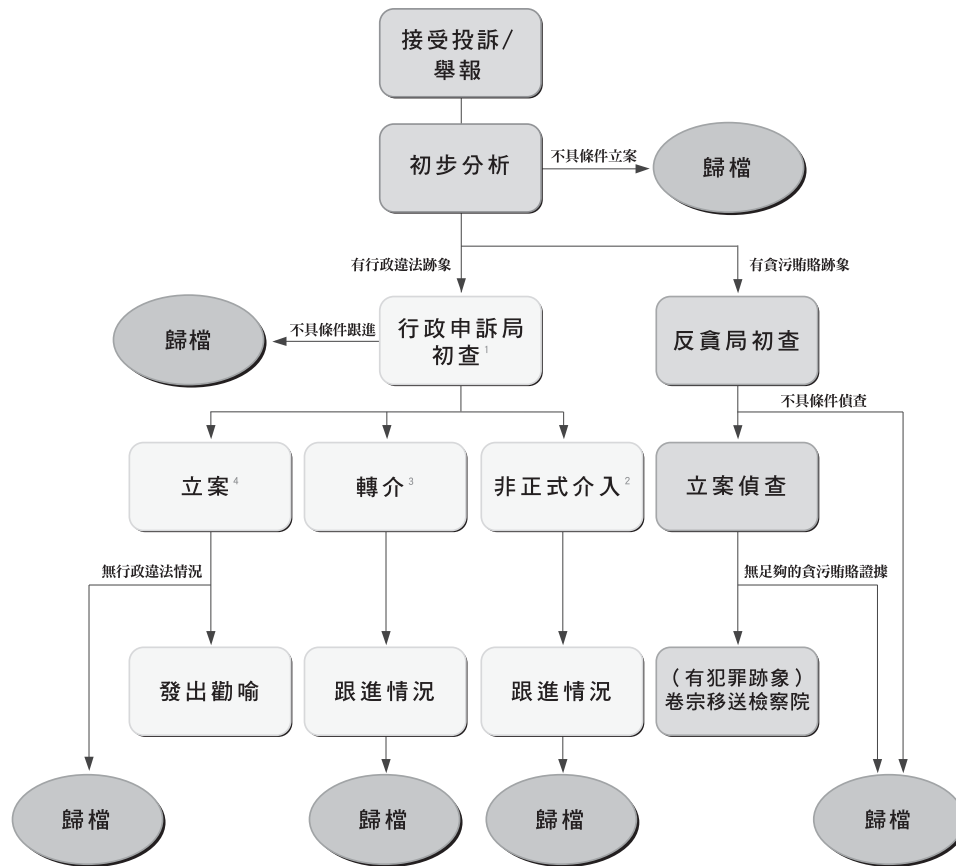 接受投訴/
舉報
初步分析
不具條件立案
歸檔
有行政違法跡象
有貪污賄賂跡象
歸檔
不具條件跟進
行政申訴局
初查1
反貪局初查
不具條件偵查
立案4
轉介3
非正式介入2
立案偵查
無行政違法情況
無足夠的貪污賄賂證據
發出勸喻
跟進情況
跟進情況
（有犯罪跡象）
卷宗移送檢察院
歸檔
歸檔
歸檔
歸檔